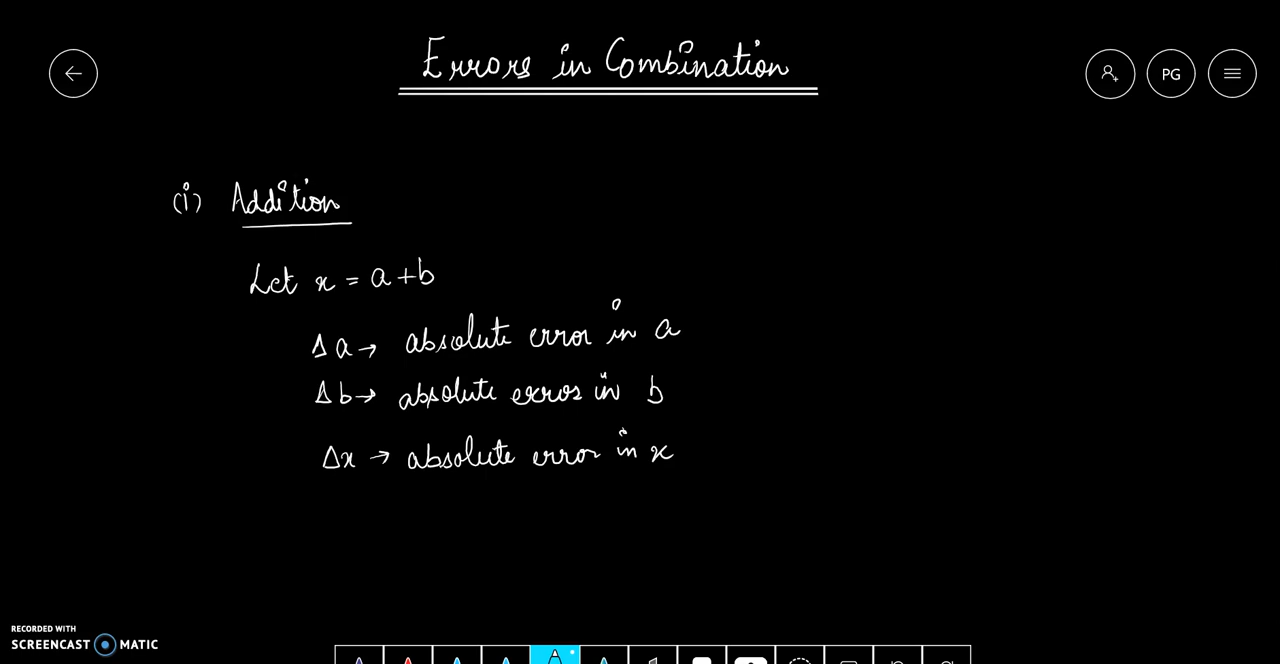 Errors in Combination
PG
(i) Addition
Let x = a + b
Δa → absolute error in a
Δb → absolute error in b
Δx → absolute error in x
RECORDED WITH
SCREENCAST MATIC